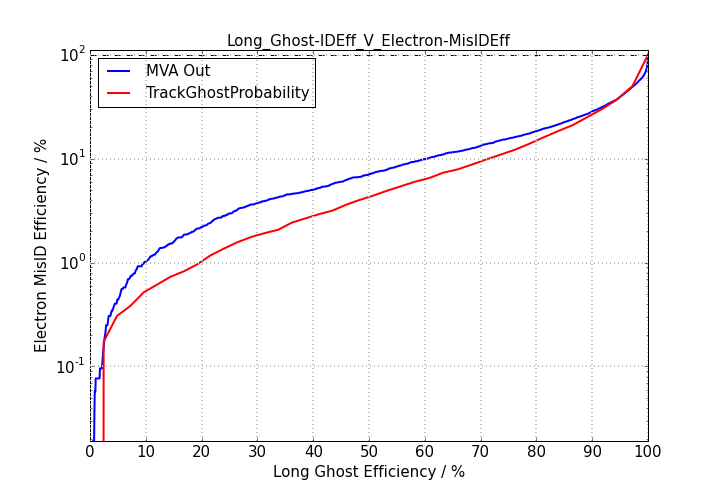 Long_Ghost-IDEff_V_Electron-MisIDEff
MVA Out
TrackGhostProbability
Electron MisID Efficiency / %
10²
10¹
10⁰
10⁻¹
0 10 20 30 40 50 60 70 80 90 100
Long Ghost Efficiency / %